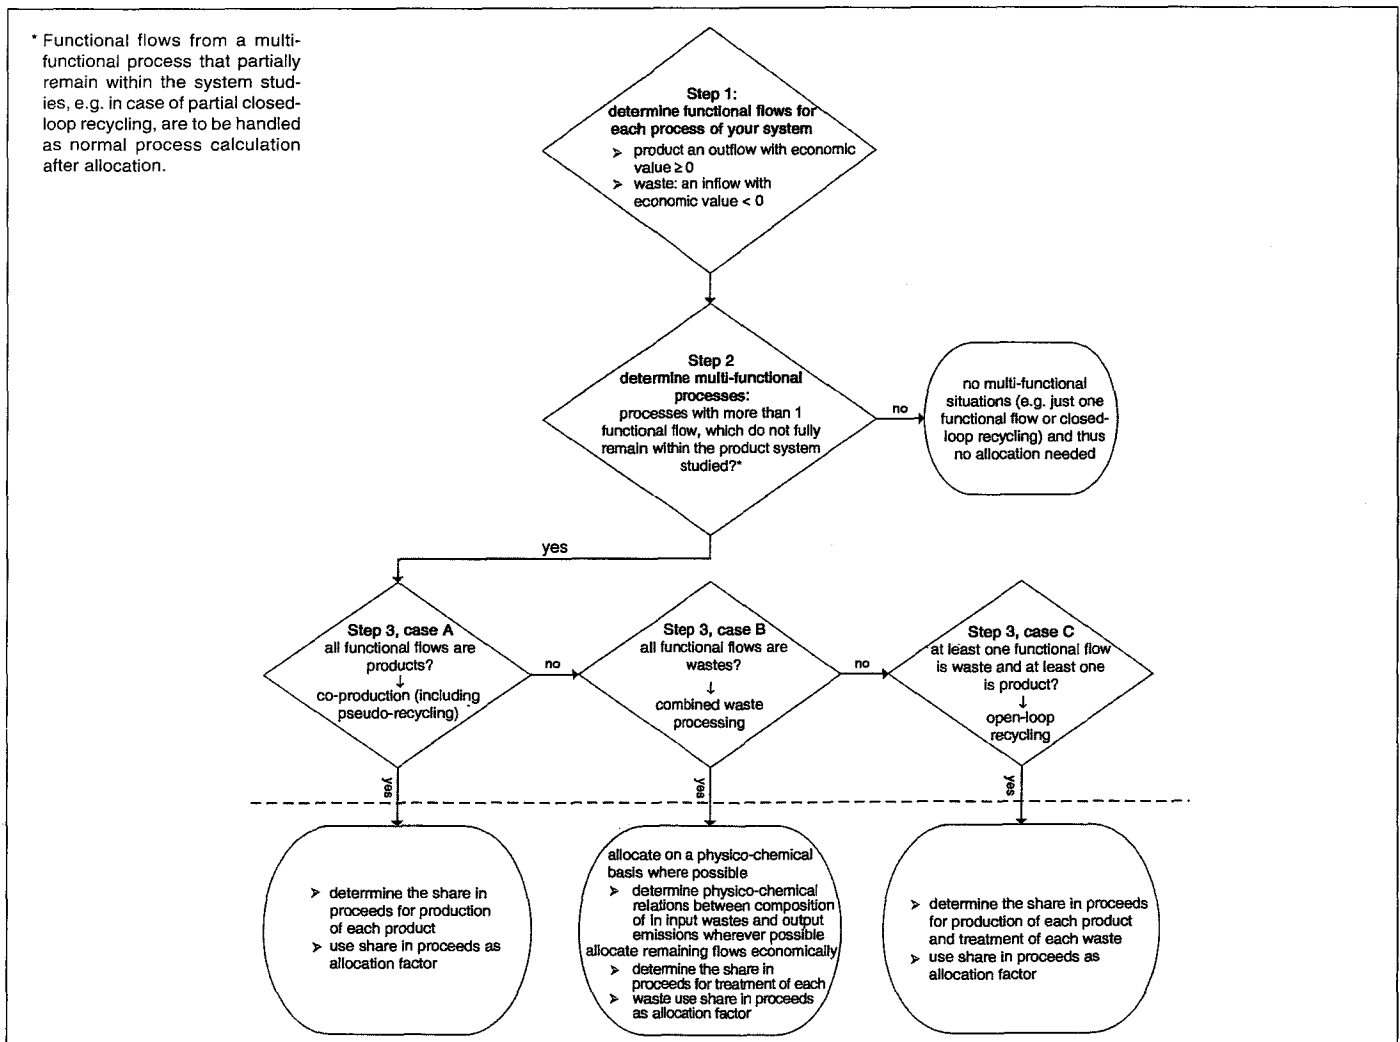 * Functional flows from a multi-
functional process that partially
remain within the system stud-
ies, e.g. in case of partial closed-
loop recycling, are to be handled
as normal process calculation
after allocation.
Step 1:
determine functional flows for
each process of your system
➢ product an outflow with economic
value ≥ 0
➢ waste: an inflow with
economic value < 0
Step 2
determine multi-functional
processes:
processes with more than 1
functional flow, which do not fully
remain within the product system
studied?*
no
no multi-functional
situations (e.g. just one
functional flow or closed-
loop recycling) and thus
no allocation needed
yes
Step 3, case A
all functional flows are
products?
↓
co-production (including
pseudo-recycling)
no
Step 3, case B
all functional flows are
wastes?
↓
combined waste
processing
no
Step 3, case C
at least one functional flow
is waste and at least one
is product?
↓
open-loop
recycling
yes
yes
yes
➢ determine the share in
proceeds for production
of each product
➢ use share in proceeds as
allocation factor
allocate on a physico-chemical
basis where possible
➢ determine physico-chemical
relations between composition
of in input wastes and output
emissions wherever possible
allocate remaining flows economically
➢ determine the share in
proceeds for treatment of each
➢ waste use share in proceeds
as allocation factor
➢ determine the share in proceeds
for production of each product
and treatment of each waste
➢ use share in proceeds as
allocation factor